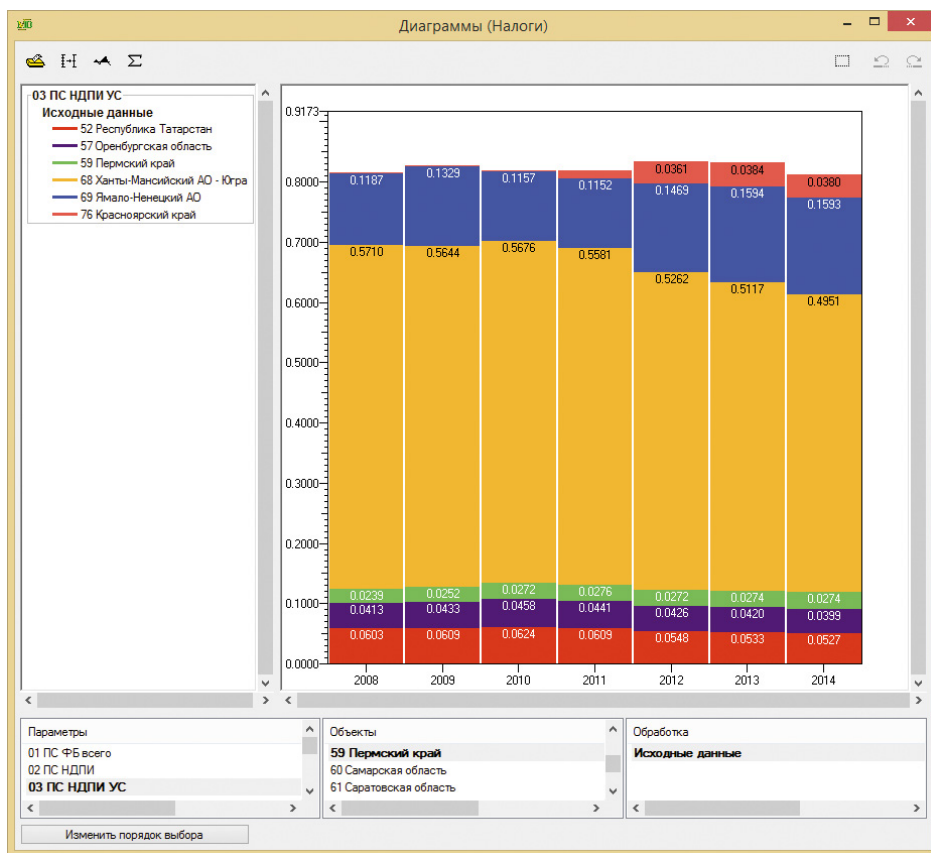 Диаграммы (Налоги)
03 ПС НДПИ УС
Исходные данные
52 Республика Татарстан
57 Оренбургская область
59 Пермский край
68 Ханты-Мансийский АО - Югра
69 Ямало-Ненецкий АО
76 Красноярский край
0.9173
0.8000
0.7000
0.6000
0.5000
0.4000
0.3000
0.2000
0.1000
0.0000
0.1187 0.1329 0.1157 0.1152 0.1469 0.1594 0.1593
0.0361 0.0384 0.0380
0.5710 0.5644 0.5676 0.5581 0.5262 0.5117 0.4951
0.0239 0.0252 0.0272 0.0276 0.0272 0.0274 0.0274
0.0413 0.0433 0.0458 0.0441 0.0426 0.0420 0.0399
0.0603 0.0609 0.0624 0.0609 0.0548 0.0533 0.0527
2008 2009 2010 2011 2012 2013 2014
Параметры
01 ПС ФБ всего
02 ПС НДПИ
03 ПС НДПИ УС
Объекты
59 Пермский край
60 Самарская область
61 Саратовская область
Обработка
Исходные данные
Изменить порядок выбора